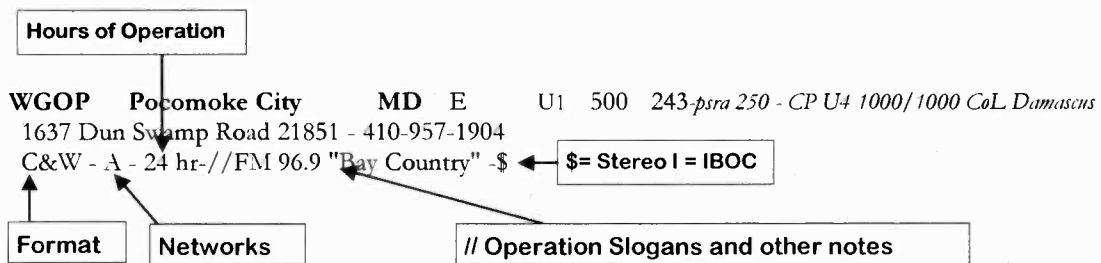 Hours of Operation
WGOP Pocomoke City MD E U1 500 243-psra 250 - CP U4 1000/1000 CoL Damascus
1637 Dun Swamp Road 21851 - 410-957-1904
C&W - A - 24 hr-//FM 96.9 "Bay Country" -$
$= Stereo I = IBOC
Format
Networks
// Operation Slogans and other notes